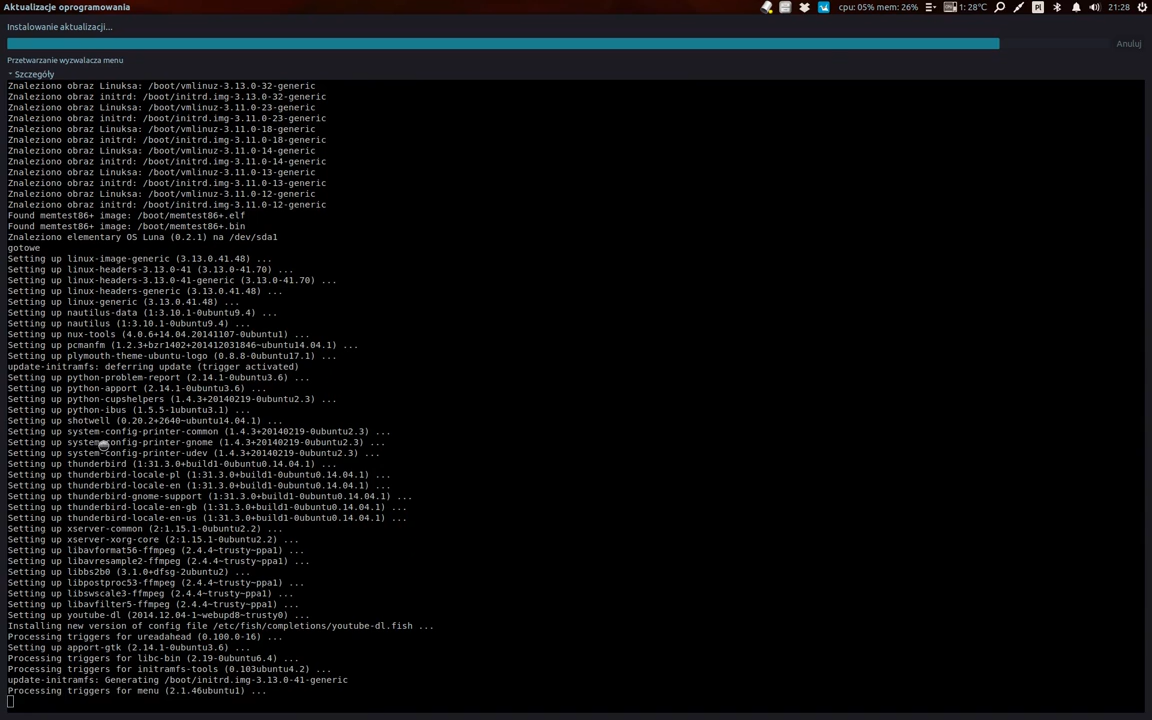 Aktualizacje oprogramowania
cpu: 05% mem: 26%
1: 28°C
Pl
21:28
Instalowanie aktualizacji...
Anuluj
Przetwarzanie wyzwalacza menu
Szczegóły
Znaleziono obraz Linuksa: /boot/vmlinuz-3.13.0-32-generic
Znaleziono obraz initrd: /boot/initrd.img-3.13.0-32-generic
Znaleziono obraz Linuksa: /boot/vmlinuz-3.11.0-23-generic
Znaleziono obraz initrd: /boot/initrd.img-3.11.0-23-generic
Znaleziono obraz Linuksa: /boot/vmlinuz-3.11.0-18-generic
Znaleziono obraz initrd: /boot/initrd.img-3.11.0-18-generic
Znaleziono obraz Linuksa: /boot/vmlinuz-3.11.0-14-generic
Znaleziono obraz initrd: /boot/initrd.img-3.11.0-14-generic
Znaleziono obraz Linuksa: /boot/vmlinuz-3.11.0-13-generic
Znaleziono obraz initrd: /boot/initrd.img-3.11.0-13-generic
Znaleziono obraz Linuksa: /boot/vmlinuz-3.11.0-12-generic
Znaleziono obraz initrd: /boot/initrd.img-3.11.0-12-generic
Found memtest86+ image: /boot/memtest86+.elf
Found memtest86+ image: /boot/memtest86+.bin
Znaleziono elementary OS Luna (0.2.1) na /dev/sda1
gotowe
Setting up linux-image-generic (3.13.0.41.48) ...
Setting up linux-headers-3.13.0-41 (3.13.0-41.70) ...
Setting up linux-headers-3.13.0-41-generic (3.13.0-41.70) ...
Setting up linux-headers-generic (3.13.0.41.48) ...
Setting up linux-generic (3.13.0.41.48) ...
Setting up nautilus-data (1:3.10.1-0ubuntu9.4) ...
Setting up nautilus (1:3.10.1-0ubuntu9.4) ...
Setting up nux-tools (4.0.6+14.04.20141107-0ubuntu1) ...
Setting up pcmanfm (1.2.3+bzr1402+201412031846~ubuntu14.04.1) ...
Setting up plymouth-theme-ubuntu-logo (0.8.8-0ubuntu17.1) ...
update-initramfs: deferring update (trigger activated)
Setting up python-problem-report (2.14.1-0ubuntu3.6) ...
Setting up python-apport (2.14.1-0ubuntu3.6) ...
Setting up python-cupshelpers (1.4.3+20140219-0ubuntu2.3) ...
Setting up python-ibus (1.5.5-1ubuntu3.1) ...
Setting up shotwell (0.20.2+2640~ubuntu14.04.1) ...
Setting up system-config-printer-common (1.4.3+20140219-0ubuntu2.3) ...
Setting up system-config-printer-gnome (1.4.3+20140219-0ubuntu2.3) ...
Setting up system-config-printer-udev (1.4.3+20140219-0ubuntu2.3) ...
Setting up thunderbird (1:31.3.0+build1-0ubuntu0.14.04.1) ...
Setting up thunderbird-locale-pl (1:31.3.0+build1-0ubuntu0.14.04.1) ...
Setting up thunderbird-locale-en (1:31.3.0+build1-0ubuntu0.14.04.1) ...
Setting up thunderbird-gnome-support (1:31.3.0+build1-0ubuntu0.14.04.1) ...
Setting up thunderbird-locale-en-gb (1:31.3.0+build1-0ubuntu0.14.04.1) ...
Setting up thunderbird-locale-en-us (1:31.3.0+build1-0ubuntu0.14.04.1) ...
Setting up xserver-common (2:1.15.1-0ubuntu2.2) ...
Setting up xserver-xorg-core (2:1.15.1-0ubuntu2.2) ...
Setting up libavformat56-ffmpeg (2.4.4~trusty~ppa1) ...
Setting up libavresample2-ffmpeg (2.4.4~trusty~ppa1) ...
Setting up libbs2b0 (3.1.0+dfsg-2ubuntu2) ...
Setting up libpostproc53-ffmpeg (2.4.4~trusty~ppa1) ...
Setting up libswscale3-ffmpeg (2.4.4~trusty~ppa1) ...
Setting up libavfilter5-ffmpeg (2.4.4~trusty~ppa1) ...
Setting up youtube-dl (2014.12.04-1~webupd8~trusty0) ...
Installing new version of config file /etc/fish/completions/youtube-dl.fish ...
Processing triggers for ureadahead (0.100.0-16) ...
Setting up apport-gtk (2.14.1-0ubuntu3.6) ...
Processing triggers for libc-bin (2.19-0ubuntu6.4) ...
Processing triggers for initramfs-tools (0.103ubuntu4.2) ...
update-initramfs: Generating /boot/initrd.img-3.13.0-41-generic
Processing triggers for menu (2.1.46ubuntu1) ...